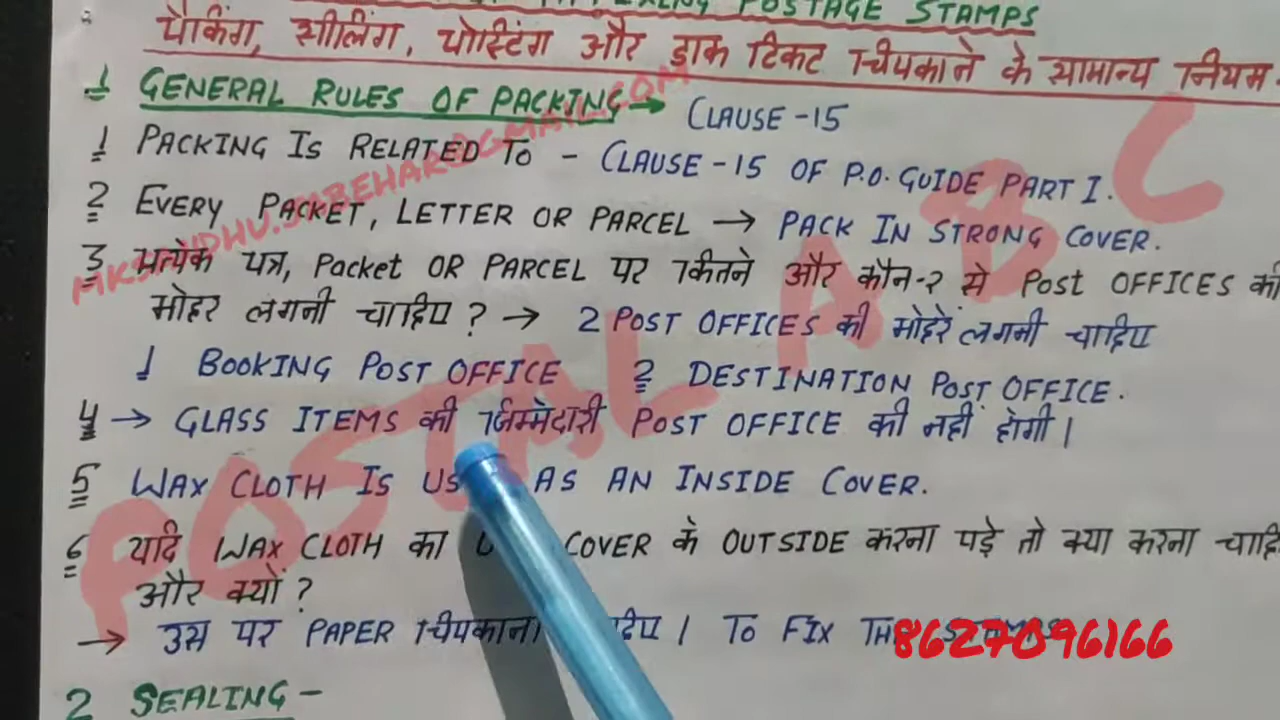 POSTAGE STAMPS
पैकिंग, सीलिंग, पोस्टिंग और डाक टिकट चिपकाने के सामान्य नियम
1 GENERAL RULES OF PACKING → CLAUSE-15
1 PACKING IS RELATED TO - CLAUSE-15 OF P.O. GUIDE PART I.
2 EVERY PACKET, LETTER OR PARCEL → PACK IN STRONG COVER.
3 प्रत्येक पत्र, Packet OR PARCEL पर कितने और कौन-२ से Post OFFICES की
मोहर लगनी चाहिए ? → 2 POST OFFICES की मोहरें लगनी चाहिए
1 BOOKING POST OFFICE 2 DESTINATION POST OFFICE.
4 → GLASS ITEMS की जिम्मेदारी POST OFFICE की नहीं होगी।
5 WAX CLOTH IS US AS AN INSIDE COVER.
6 यदि WAX CLOTH का COVER के OUTSIDE करना पड़े तो क्या करना
और क्यों ?
→ उस पर PAPER चिपकाना । TO FIX
8627096166
2 SEALING -
POSTAL ABC